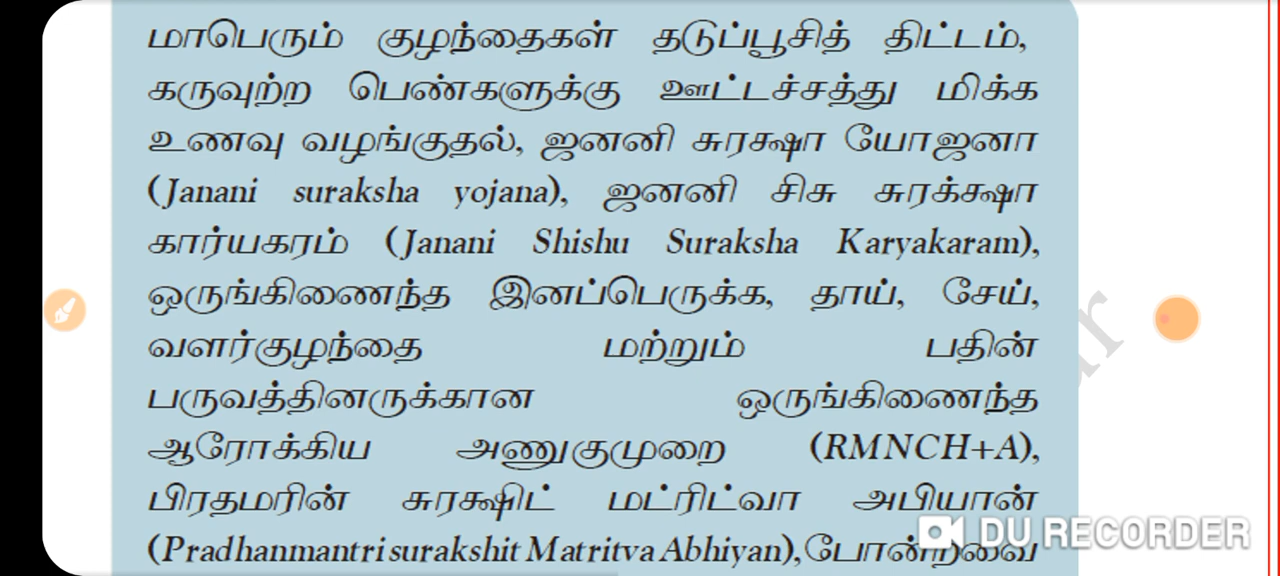 மாபெரும் குழந்தைகள் தடுப்பூசித் திட்டம்,
கருவுற்ற பெண்களுக்கு ஊட்டச்சத்து மிக்க
உணவு வழங்குதல், ஜனனி சுரக்ஷா யோஜனா
(Janani suraksha yojana), ஜனனி சிசு சுரக்க்ஷா
கார்யகரம் (Janani Shishu Suraksha Karyakaram),
ஒருங்கிணைந்த இனப்பெருக்க, தாய், சேய்,
வளர்குழந்தை மற்றும் பதின்
பருவத்தினருக்கான ஒருங்கிணைந்த
ஆரோக்கிய அணுகுமுறை (RMNCH+A),
பிரதமரின் சுரக்ஷிட் மட்ரிட்வா அபியான்
(Pradhanmantri surakshit Matritva Abhiyan), போன்றவை
DU RECORDER